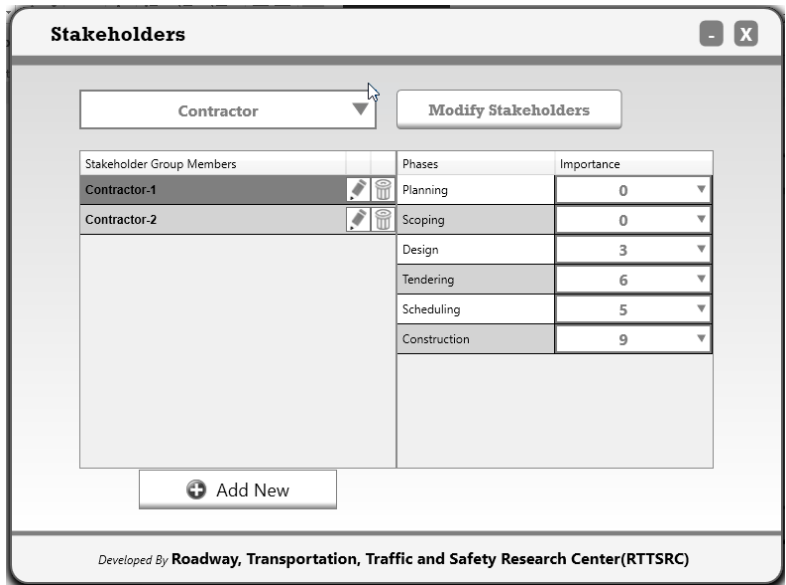 Stakeholders
- X
Contractor
Modify Stakeholders
Stakeholder Group Members
Phases Importance
Contractor-1
Planning 0
Contractor-2
Scoping 0
Design 3
Tendering 6
Scheduling 5
Construction 9
Add New
Developed By Roadway, Transportation, Traffic and Safety Research Center(RTTSRC)